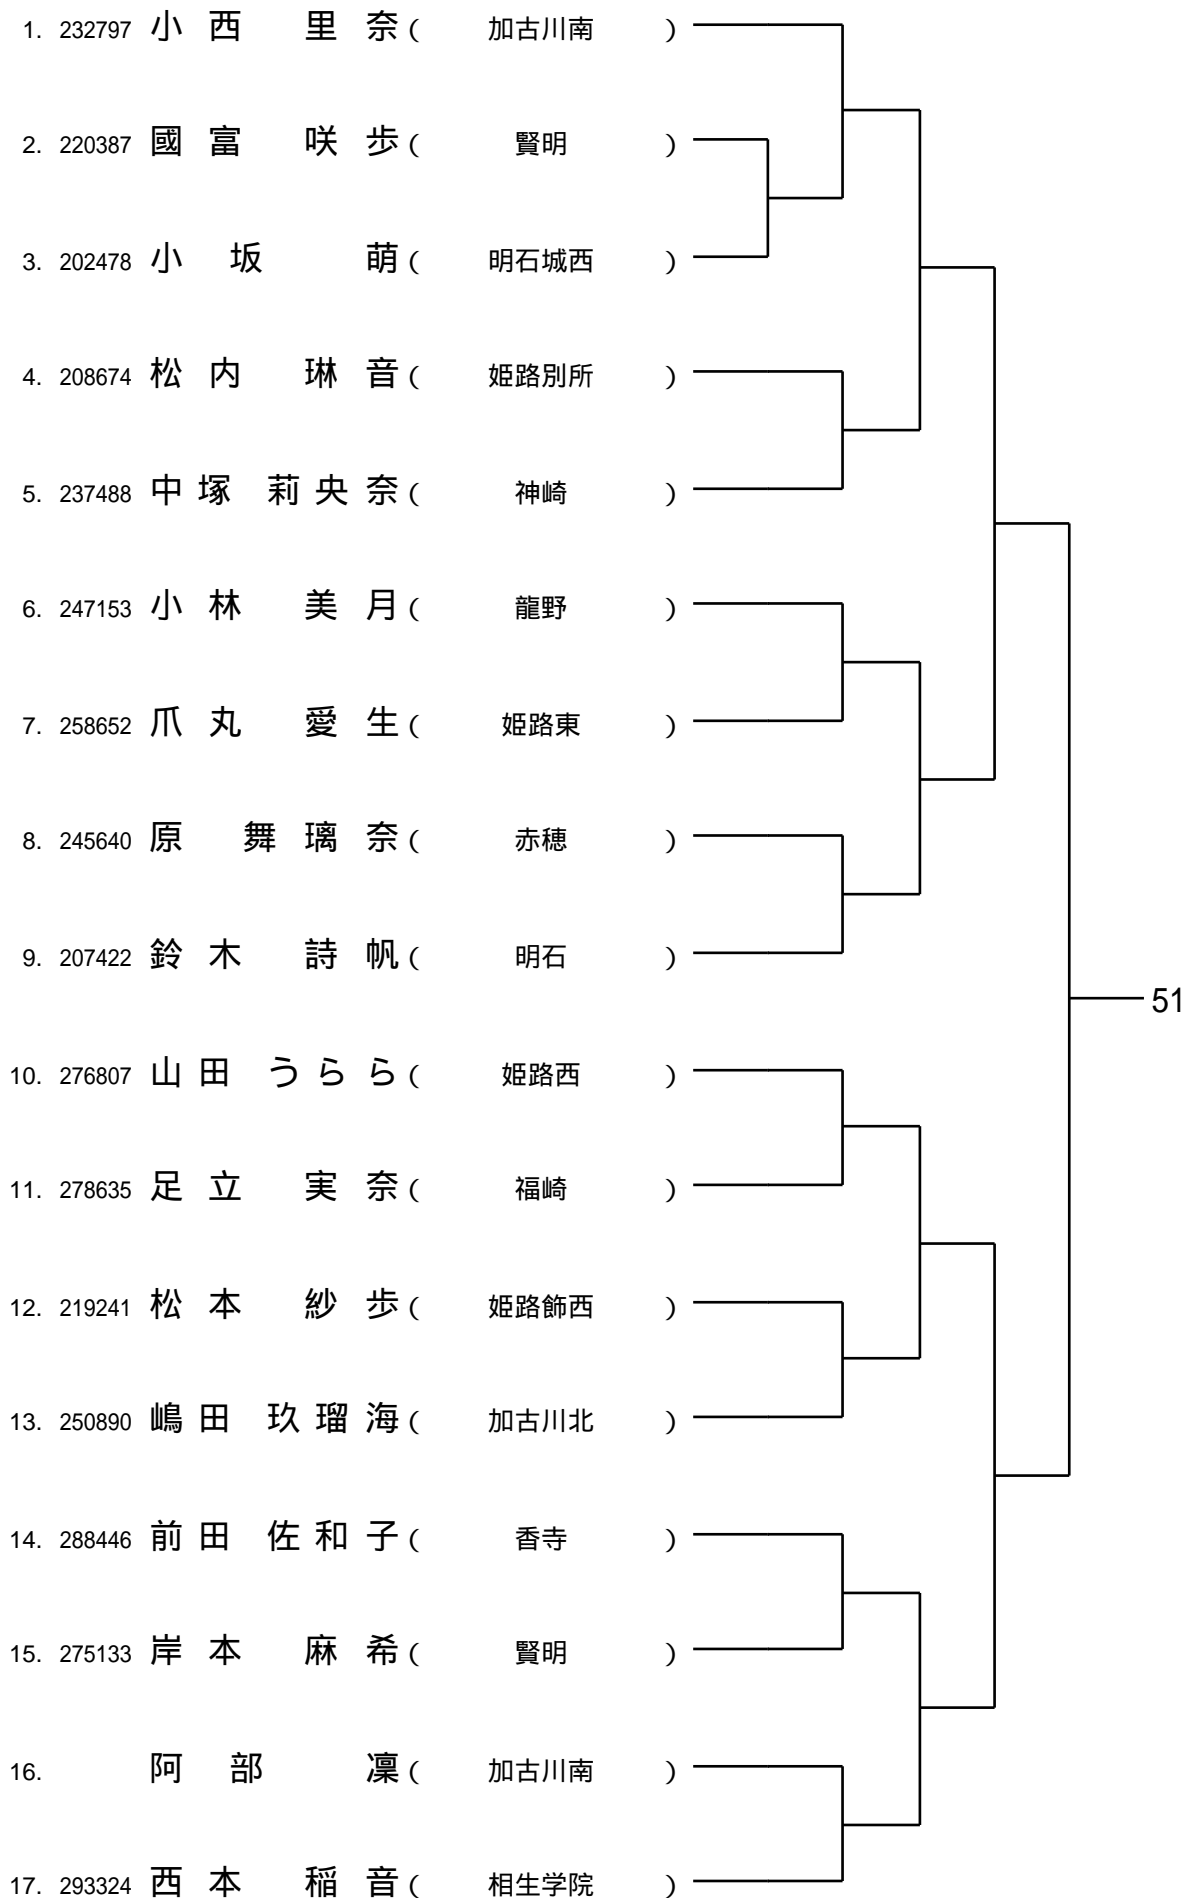 1. 232797 小西 里奈 ( 加古川南 )
2. 220387 國富 咲歩 ( 賢明 )
3. 202478 小坂 萌 ( 明石城西 )
4. 208674 松内 琳音 ( 姫路別所 )
5. 237488 中塚 莉央奈 ( 神崎 )
6. 247153 小林 美月 ( 龍野 )
7. 258652 爪丸 愛生 ( 姫路東 )
8. 245640 原 舞璃奈 ( 赤穂 )
9. 207422 鈴木 詩帆 ( 明石 )
51
10. 276807 山田 うらら ( 姫路西 )
11. 278635 足立 実奈 ( 福崎 )
12. 219241 松本 紗歩 ( 姫路飾西 )
13. 250890 嶋田 玖瑠海 ( 加古川北 )
14. 288446 前田 佐和子 ( 香寺 )
15. 275133 岸本 麻希 ( 賢明 )
16. 阿部 凜 ( 加古川南 )
17. 293324 西本 稲音 ( 相生学院 )